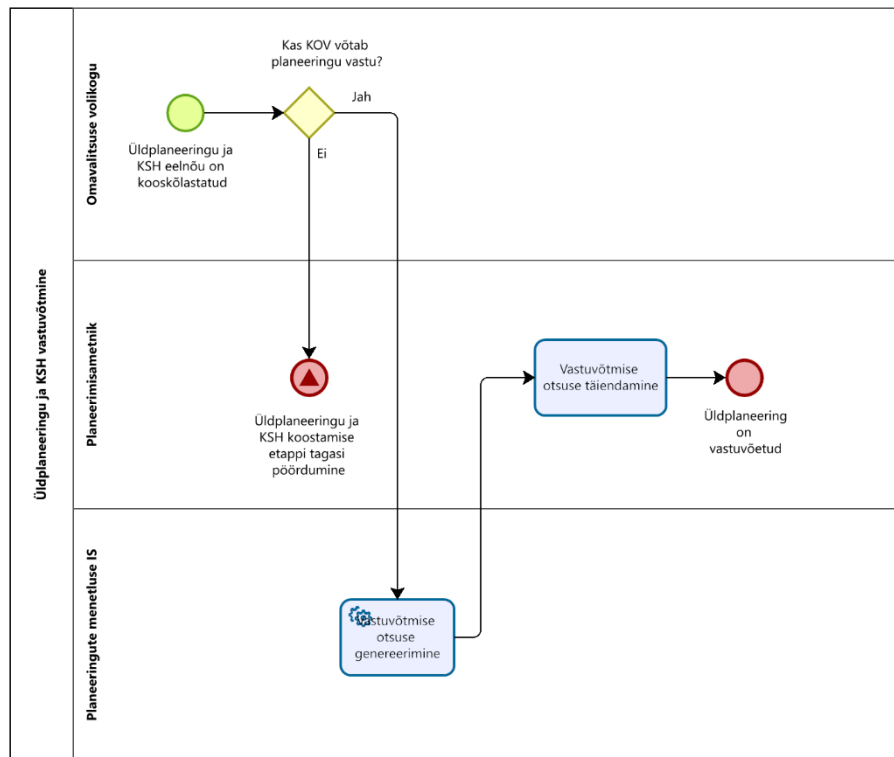 Üldplaneeringu ja KSH vastuvõtmine
Omavalitsuse volikogu
Kas KOV võtab
planeeringu vastu?
Jah
Ei
Üldplaneeringu ja
KSH eelnõu on
kooskõlastatud
Planeerimisametnik
Üldplaneeringu ja
KSH koostamise
etappi tagasi
pöördumine
Vastuvõtmise
otsuse täiendamine
Üldplaneering
on
vastuvõetud
Planeeringute menetluse IS
Vastuvõtmise
otsuse
genereerimine